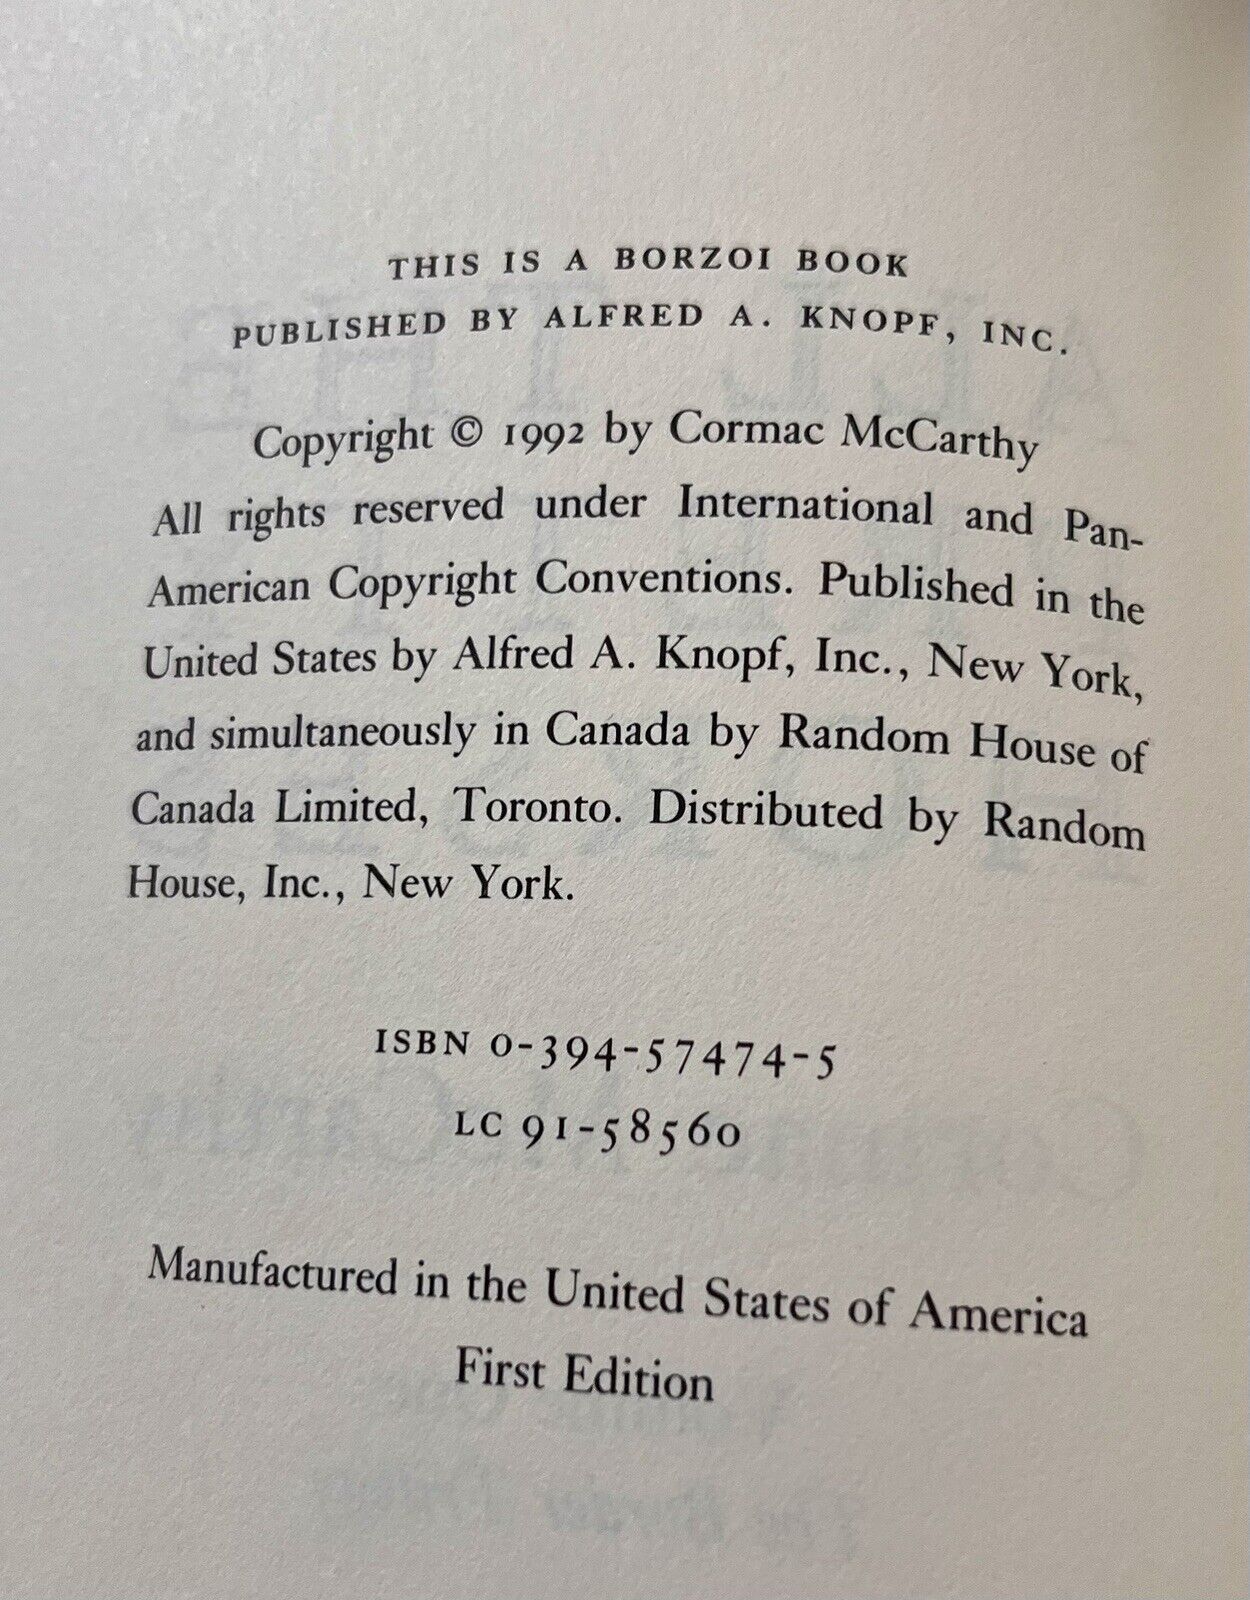 THIS IS A BORZOI BOOK
PUBLISHED BY ALFRED A. KNOPF, INC.
Copyright © 1992 by Cormac McCarthy
All rights reserved under International and Pan-
American Copyright Conventions. Published in the
United States by Alfred A. Knopf, Inc., New York,
and simultaneously in Canada by Random House of
Canada Limited, Toronto. Distributed by Random
House, Inc., New York.
ISBN 0-394-57474-5
LC 91-58560
Manufactured in the United States of America
First Edition